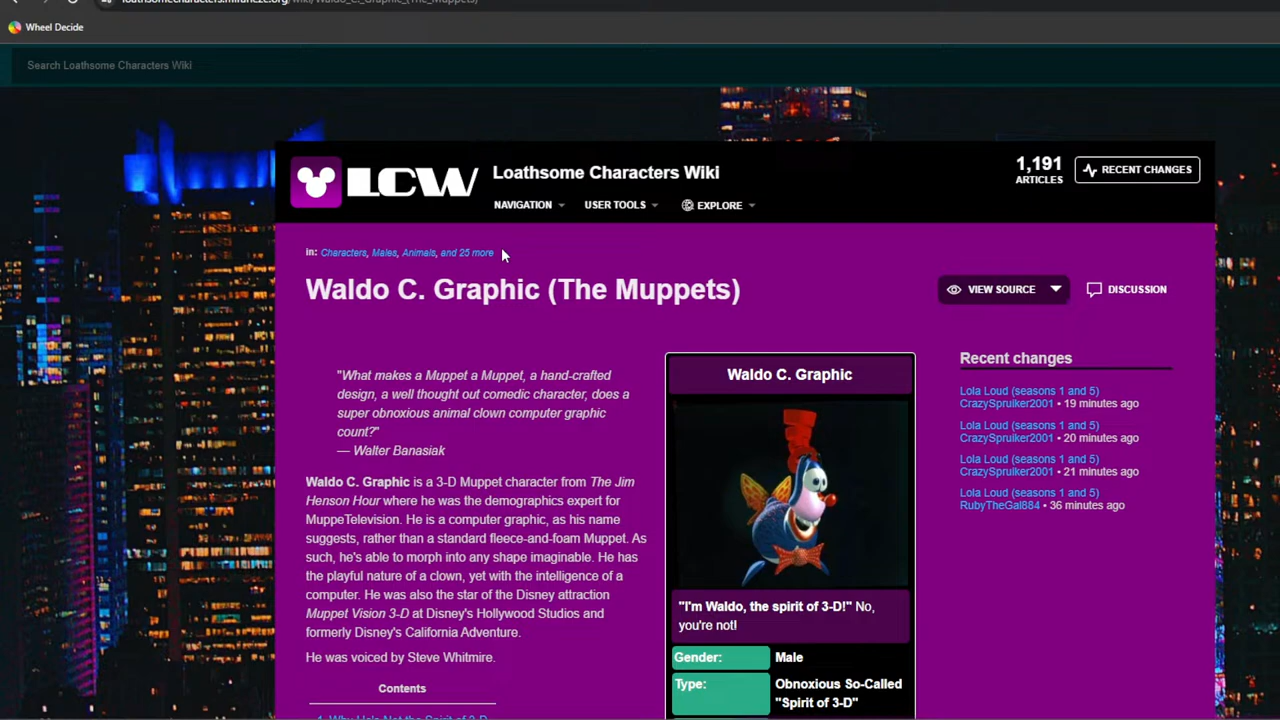 Wheel Decide
Search Loathsome Characters Wiki
LCW
Loathsome Characters Wiki
NAVIGATION
USER TOOLS
EXPLORE
1,191
ARTICLES
RECENT CHANGES
in: Characters, Males, Animals, and 25 more
Waldo C. Graphic (The Muppets)
VIEW SOURCE
DISCUSSION
"What makes a Muppet a Muppet, a hand-crafted
design, a well thought out comedic character, does a
super obnoxious animal clown computer graphic
count?"
— Walter Banasiak
Waldo C. Graphic is a 3-D Muppet character from The Jim
Henson Hour where he was the demographics expert for
MuppeTelevision. He is a computer graphic, as his name
suggests, rather than a standard fleece-and-foam Muppet. As
such, he's able to morph into any shape imaginable. He has
the playful nature of a clown, yet with the intelligence of a
computer. He was also the star of the Disney attraction
Muppet Vision 3-D at Disney's Hollywood Studios and
formerly Disney's California Adventure.
He was voiced by Steve Whitmire.
Contents
Waldo C. Graphic
"I'm Waldo, the spirit of 3-D!" No,
you're not!
Gender: Male
Type: Obnoxious So-Called
"Spirit of 3-D"
Recent changes
Lola Loud (seasons 1 and 5)
CrazySpruiker2001 • 19 minutes ago
Lola Loud (seasons 1 and 5)
CrazySpruiker2001 • 20 minutes ago
Lola Loud (seasons 1 and 5)
CrazySpruiker2001 • 21 minutes ago
Lola Loud (seasons 1 and 5)
RubyTheGal884 • 36 minutes ago